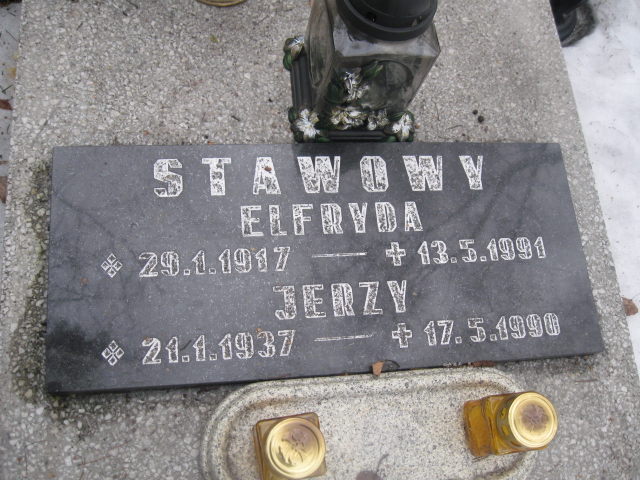 STAWOWY
ELFRYDA
29.1.1917 — + 13.5.1991
JERZY
21.1.1937 — + 17.5.1990